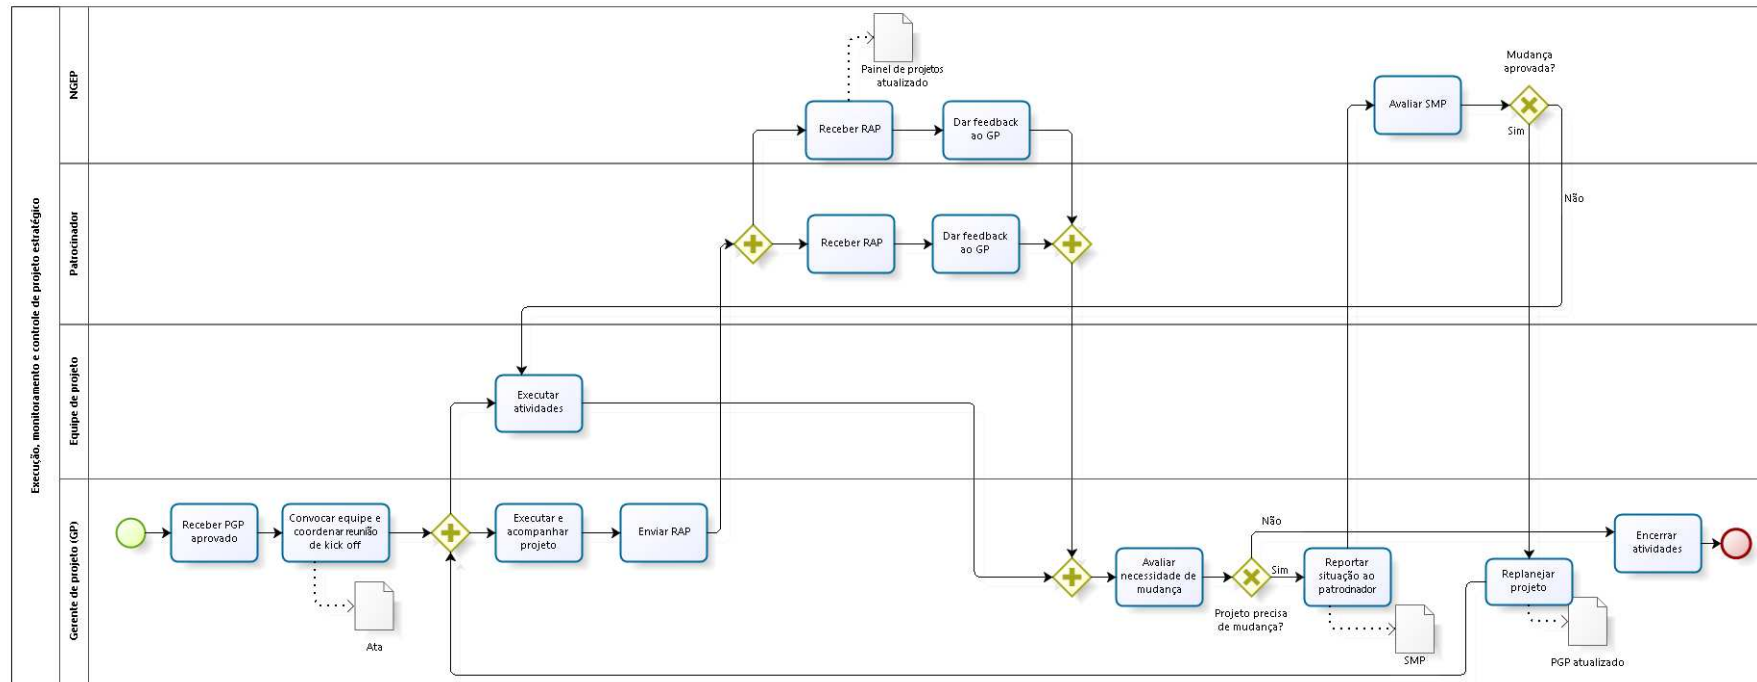 Execução, monitoramento e controle de projeto estratégico
NGEP
Painel de projetos
atualizado
Receber RAP
Dar feedback
ao GP
Avaliar SMP
Mudança
aprovada?
Sim
Não
Patrocinador
Receber RAP
Dar feedback
ao GP
Equipe de projeto
Executar
atividades
Gerente de projeto (GP)
Receber PGP
aprovado
Convocar equipe e
coordenar reunião
de kick off
Ata
Executar e
acompanhar
projeto
Enviar RAP
Avaliar
necessidade de
mudança
Projeto precisa
de mudança?
Não
Sim
Reportar
situação ao
patrocinador
SMP
Replanejar
projeto
PGP atualizado
Encerrar
atividades